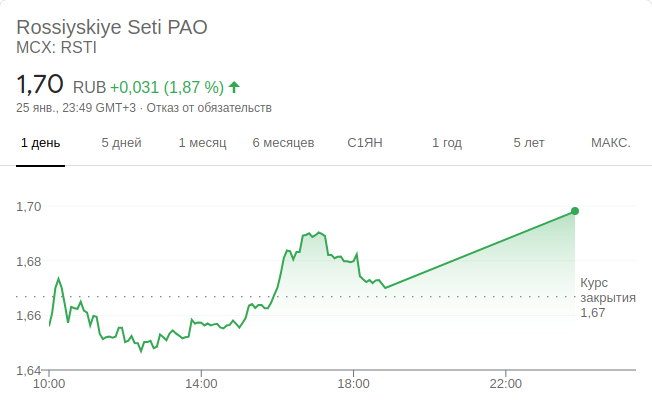 Rossiyskiye Seti PAO
MCX: RSTI
1,70 RUB +0,031 (1,87 %)
25 янв., 23:49 GMT+3 · Отказ от обязательств
1 день 5 дней 1 месяц 6 месяцев С1ЯН 1 год 5 лет МАКС.
1,70
1,68
Курс
закрытия
1,67
1,66
1,64
10:00 14:00 18:00 22:00